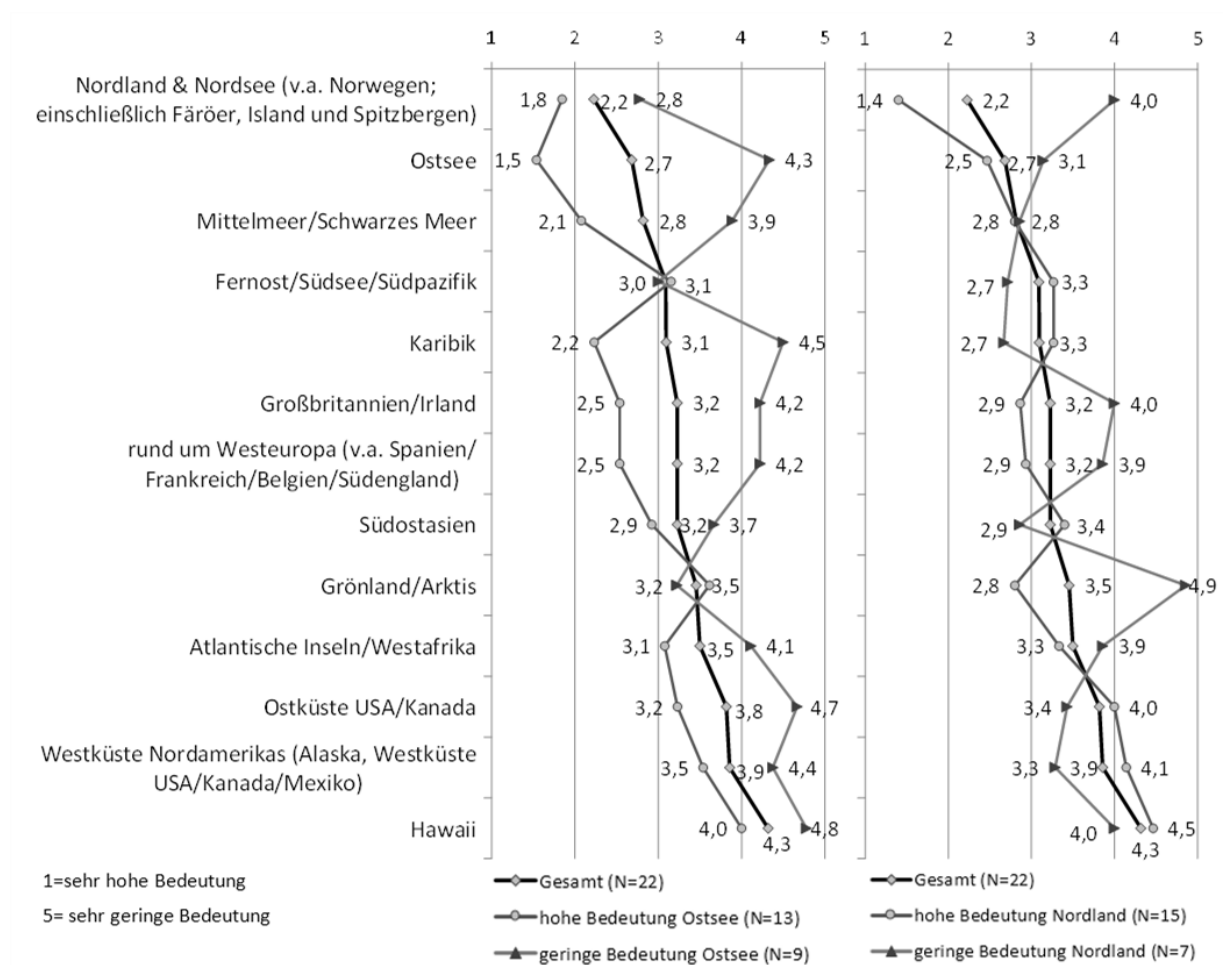 1 2 3 4 5 1 2 3 4 5
Nordland & Nordsee (v.a. Norwegen;
einschließlich Färöer, Island und Spitzbergen)
1,8 2,2 2,8 1,4 2,2 4,0
Ostsee 1,5 2,7 4,3 2,5 2,7 3,1
Mittelmeer/Schwarzes Meer 2,1 2,8 3,9 2,8 2,8
Fernost/Südsee/Südpazifik 3,0 3,1 2,7 3,3
Karibik 2,2 3,1 4,5 2,7 3,3
Großbritannien/Irland 2,5 3,2 4,2 2,9 3,2 4,0
rund um Westeuropa (v.a. Spanien/
Frankreich/Belgien/Südengland)
2,5 3,2 4,2 2,9 3,2 3,9
Südostasien 2,9 3,2 3,7 2,9 3,4
Grönland/Arktis 3,2 3,5 2,8 3,5 4,9
Atlantische Inseln/Westafrika 3,1 3,5 4,1 3,3 3,9
Ostküste USA/Kanada 3,2 3,8 4,7 3,4 4,0
Westküste Nordamerikas (Alaska, Westküste
USA/Kanada/Mexiko)
3,5 3,9 4,4 3,3 3,9 4,1
Hawaii 4,0 4,3 4,8 4,0 4,3 4,5
1=sehr hohe Bedeutung
5= sehr geringe Bedeutung
Gesamt (N=22)
hohe Bedeutung Ostsee (N=13)
geringe Bedeutung Ostsee (N=9)
Gesamt (N=22)
hohe Bedeutung Nordland (N=15)
geringe Bedeutung Nordland (N=7)